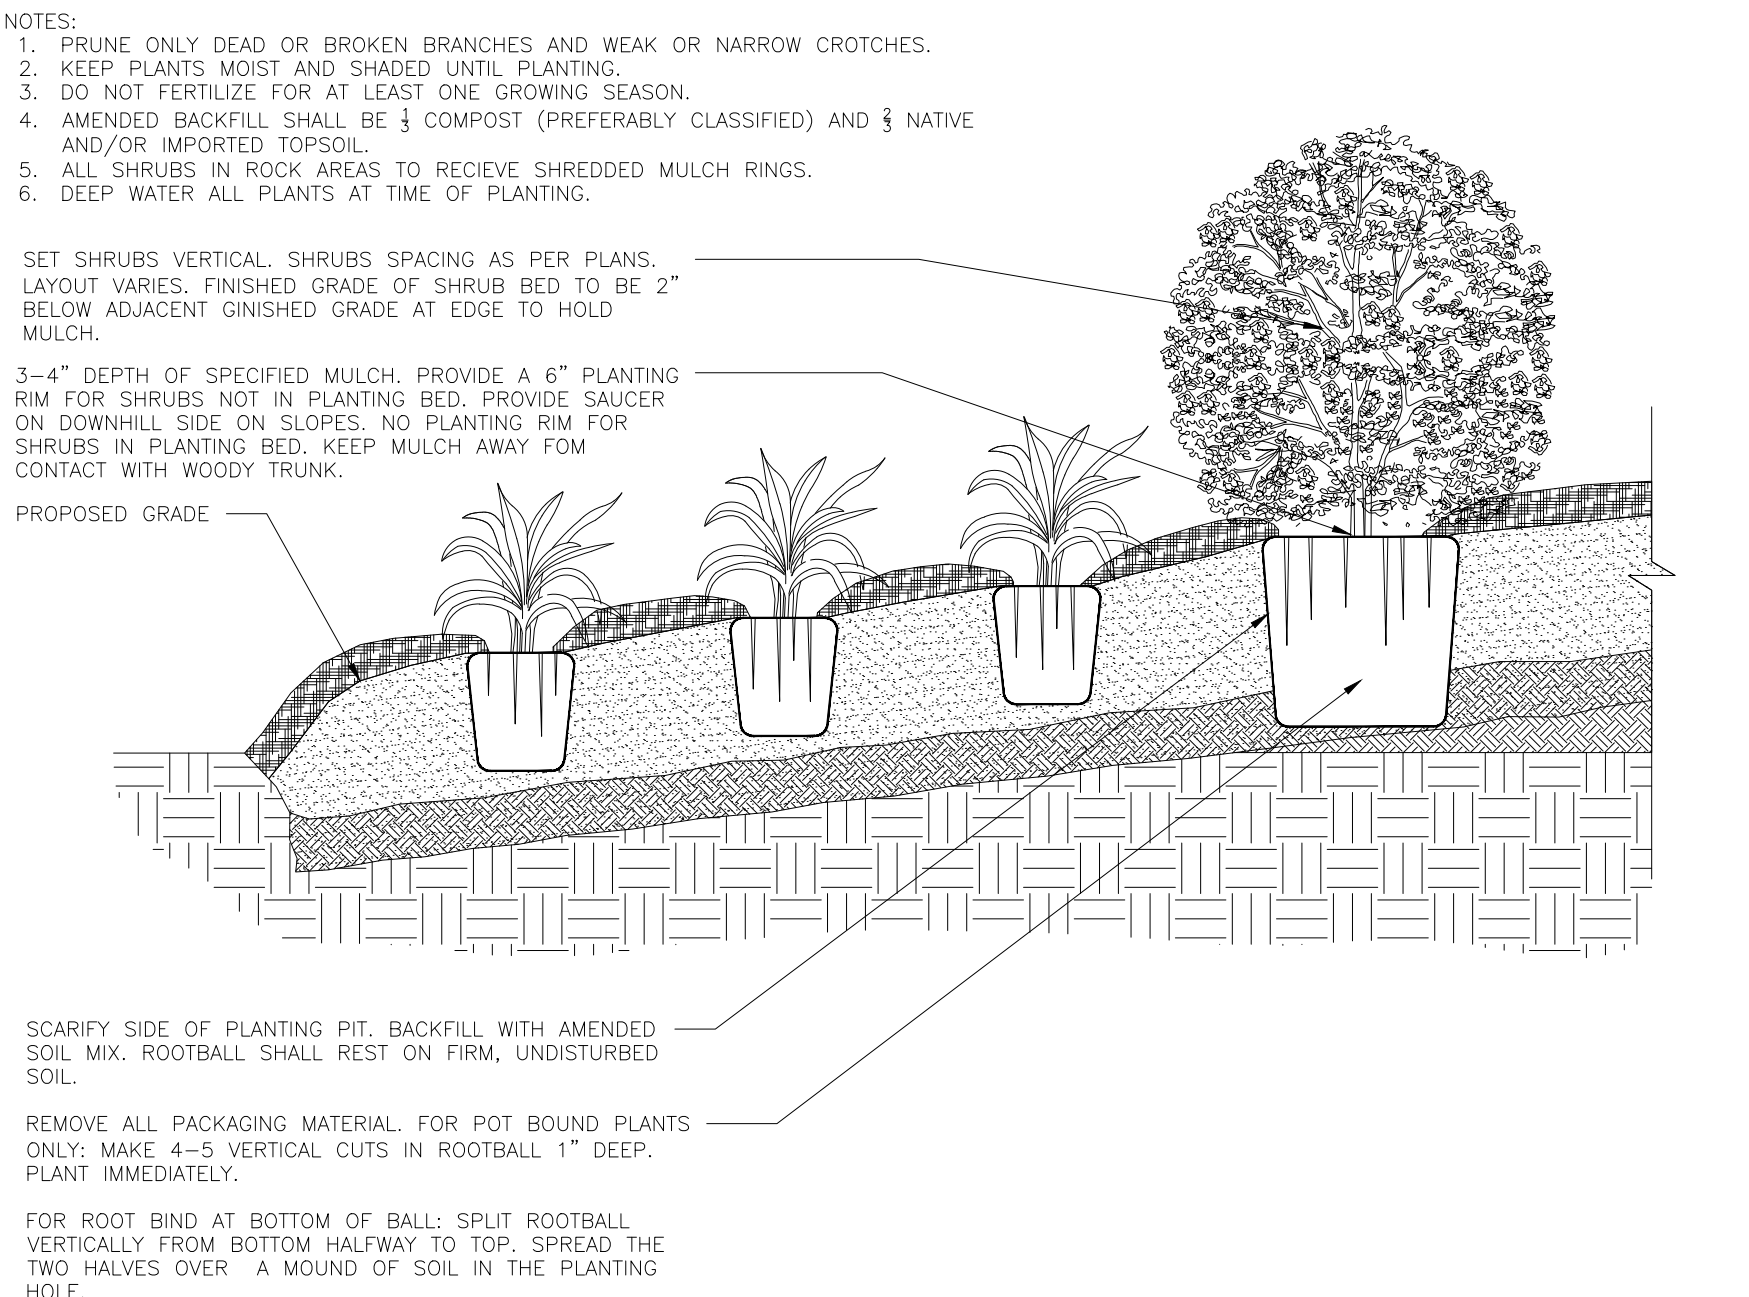 NOTES:
1. PRUNE ONLY DEAD OR BROKEN BRANCHES AND WEAK OR NARROW CROTCHES.
2. KEEP PLANTS MOIST AND SHADED UNTIL PLANTING.
3. DO NOT FERTILIZE FOR AT LEAST ONE GROWING SEASON.
4. AMENDED BACKFILL SHALL BE 1/3 COMPOST (PREFERABLY CLASSIFIED) AND 2/3 NATIVE
AND/OR IMPORTED TOPSOIL.
5. ALL SHRUBS IN ROCK AREAS TO RECIEVE SHREDDED MULCH RINGS.
6. DEEP WATER ALL PLANTS AT TIME OF PLANTING.
SET SHRUBS VERTICAL. SHRUBS SPACING AS PER PLANS.
LAYOUT VARIES. FINISHED GRADE OF SHRUB BED TO BE 2”
BELOW ADJACENT GINISHED GRADE AT EDGE TO HOLD
MULCH.
3–4” DEPTH OF SPECIFIED MULCH. PROVIDE A 6” PLANTING
RIM FOR SHRUBS NOT IN PLANTING BED. PROVIDE SAUCER
ON DOWNHILL SIDE ON SLOPES. NO PLANTING RIM FOR
SHRUBS IN PLANTING BED. KEEP MULCH AWAY FOM
CONTACT WITH WOODY TRUNK.
PROPOSED GRADE
SCARIFY SIDE OF PLANTING PIT. BACKFILL WITH AMENDED
SOIL MIX. ROOTBALL SHALL REST ON FIRM, UNDISTURBED
SOIL.
REMOVE ALL PACKAGING MATERIAL. FOR POT BOUND PLANTS
ONLY: MAKE 4–5 VERTICAL CUTS IN ROOTBALL 1” DEEP.
PLANT IMMEDIATELY.
FOR ROOT BIND AT BOTTOM OF BALL: SPLIT ROOTBALL
VERTICALLY FROM BOTTOM HALFWAY TO TOP. SPREAD THE
TWO HALVES OVER A MOUND OF SOIL IN THE PLANTING
HOLE.